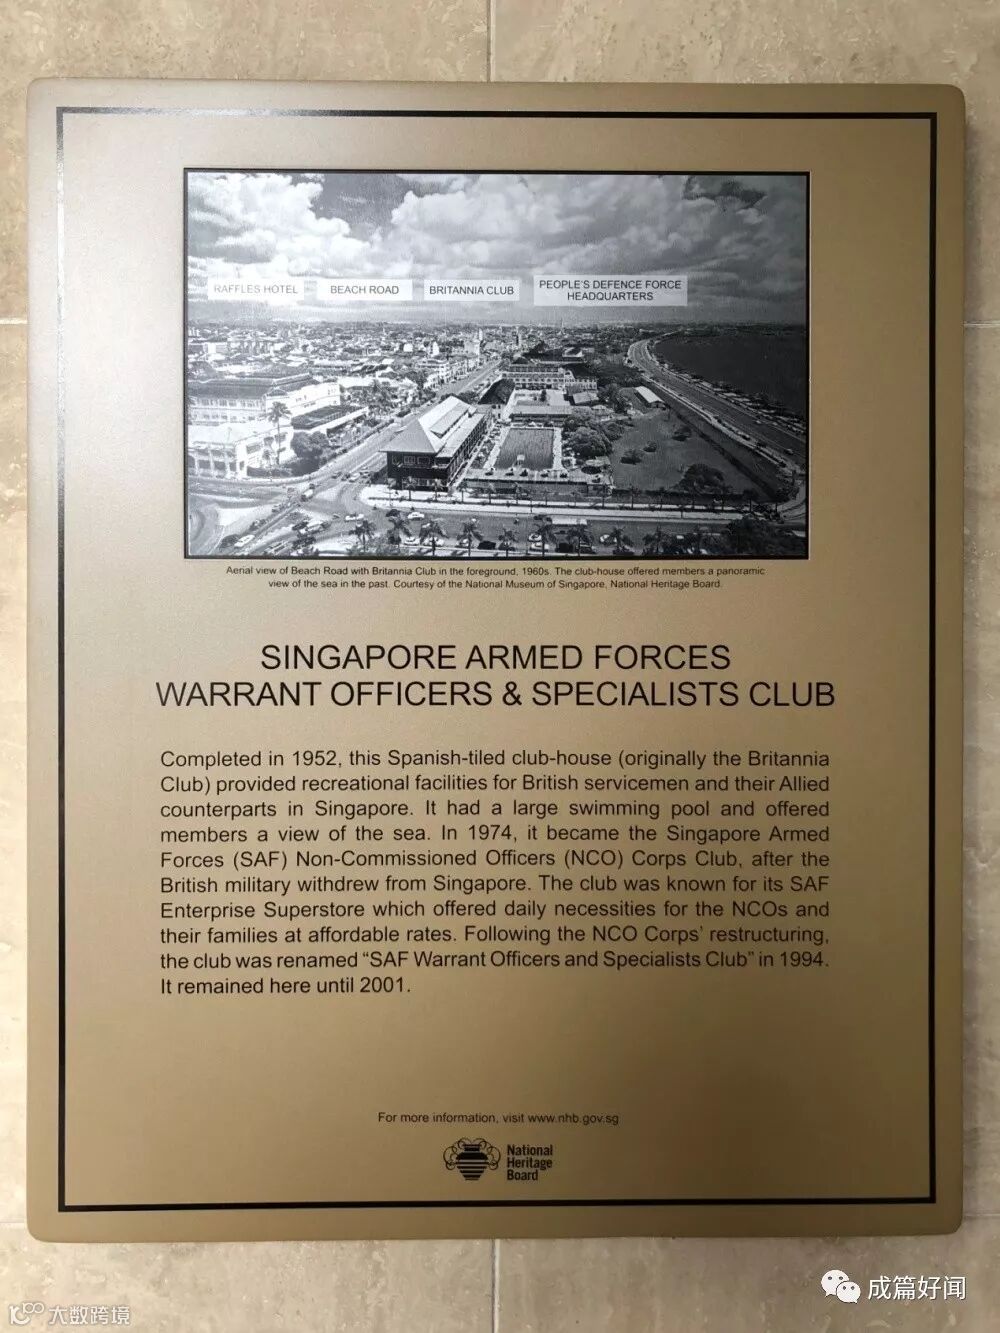 RAFFLES HOTEL
BEACH ROAD
BRITANNIA CLUB
PEOPLE'S DEFENCE FORCE
HEADQUARTERS
Aerial view of Beach Road with Britannia Club in the foreground, 1960s. The club-house offered members a panoramic
view of the sea in the past. Courtesy of the National Museum of Singapore, National Heritage Board.
SINGAPORE ARMED FORCES
WARRANT OFFICERS & SPECIALISTS CLUB
Completed in 1952, this Spanish-tiled club-house (originally the Britannia
Club) provided recreational facilities for British servicemen and their Allied
counterparts in Singapore. It had a large swimming pool and offered
members a view of the sea. In 1974, it became the Singapore Armed
Forces (SAF) Non-Commissioned Officers (NCO) Corps Club, after the
British military withdrew from Singapore. The club was known for its SAF
Enterprise Superstore which offered daily necessities for the NCOs and
their families at affordable rates. Following the NCO Corps' restructuring,
the club was renamed “SAF Warrant Officers and Specialists Club” in 1994.
It remained here until 2001.
For more information, visit www.nhb.gov.sg
National
Heritage
Board
成篇好闻
大数跨境